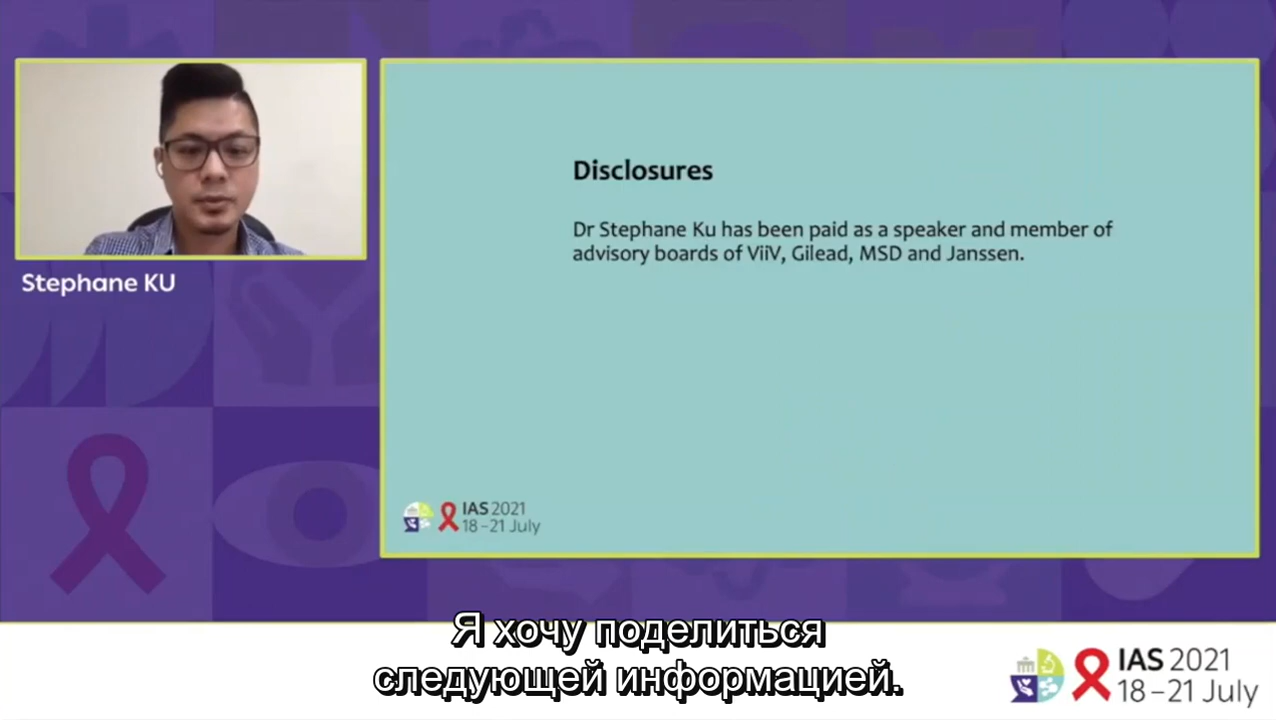 Disclosures
Dr Stephane Ku has been paid as a speaker and member of
advisory boards of ViiV, Gilead, MSD and Janssen.
Stephane KU
IAS 2021
18–21 July
Я хочу поделиться
следующей информацией.
IAS 2021
18–21 July